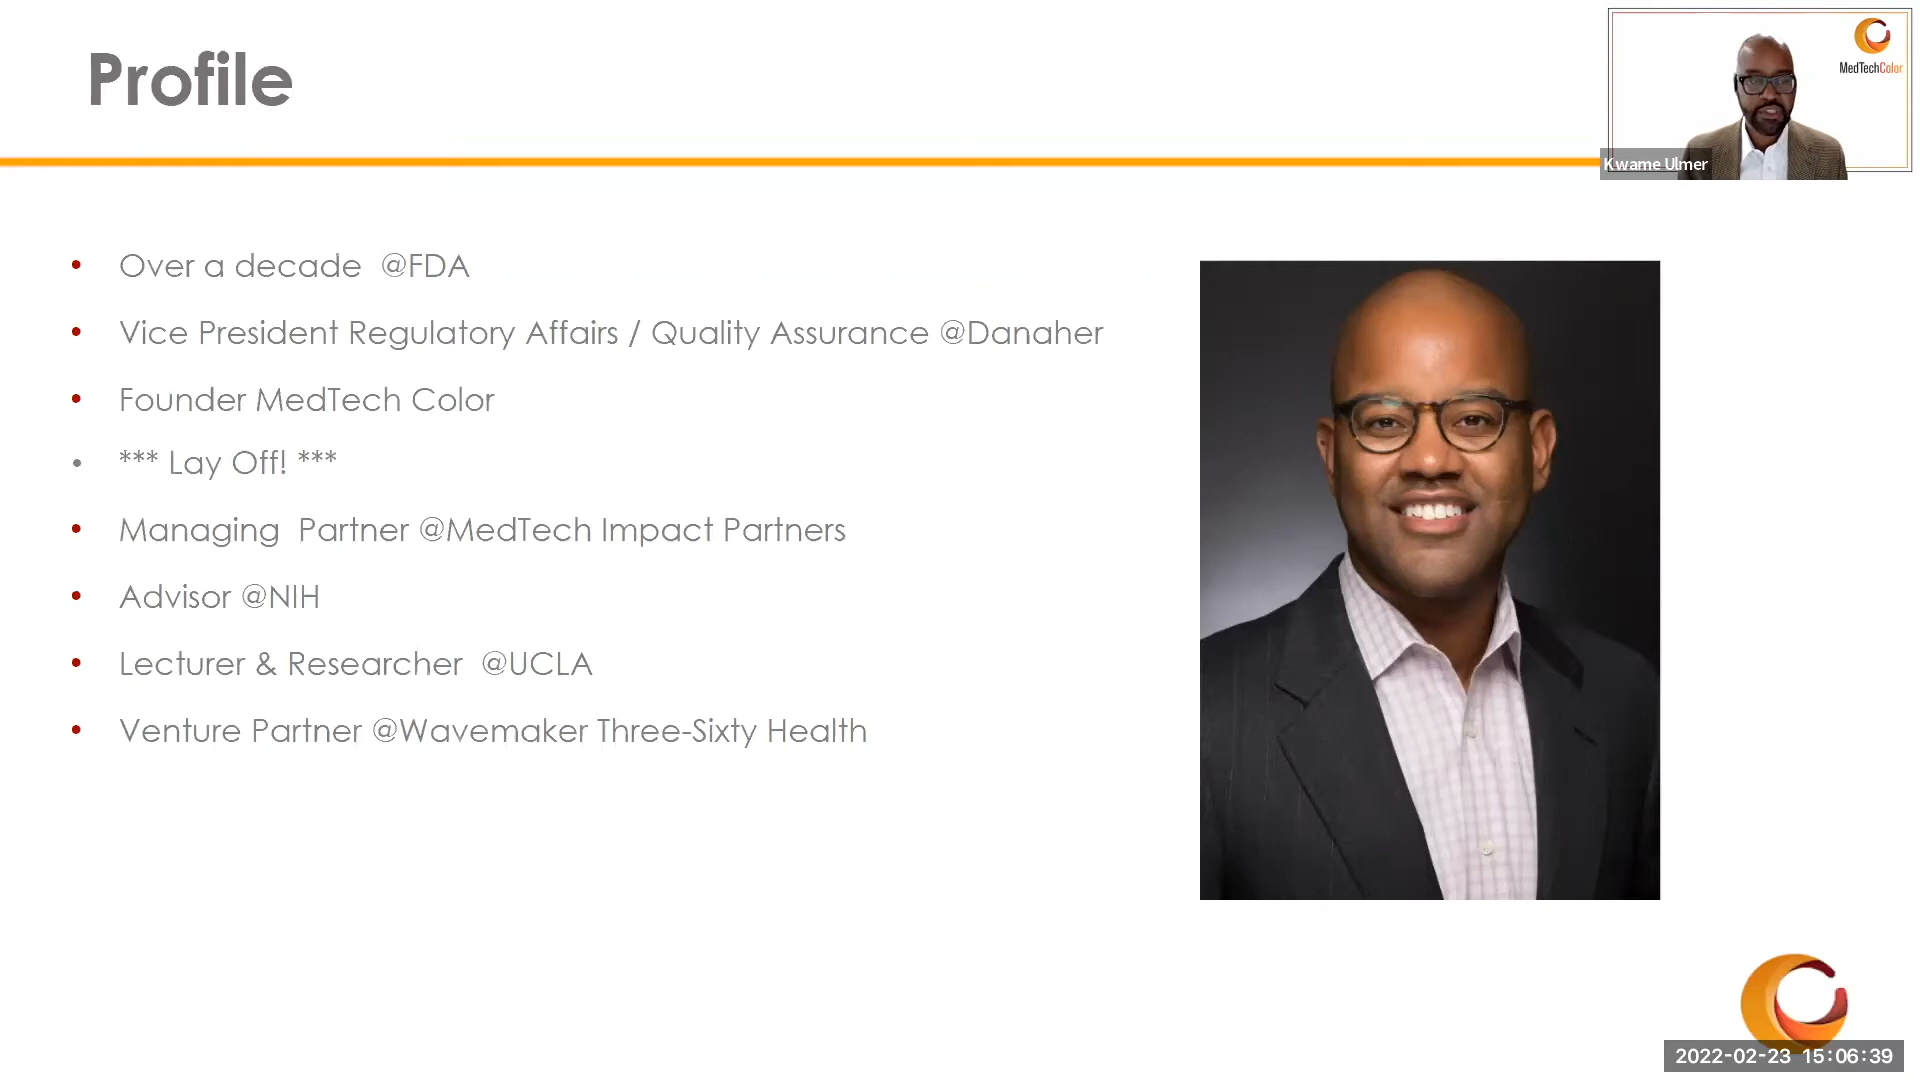 Profile
MedTechColor
Kwame Ulmer
• Over a decade @FDA
• Vice President Regulatory Affairs / Quality Assurance @Danaher
• Founder MedTech Color
• *** Lay Off! ***
• Managing Partner @MedTech Impact Partners
• Advisor @NIH
• Lecturer & Researcher @UCLA
• Venture Partner @Wavemaker Three-Sixty Health
2022-02-23 15:06:39